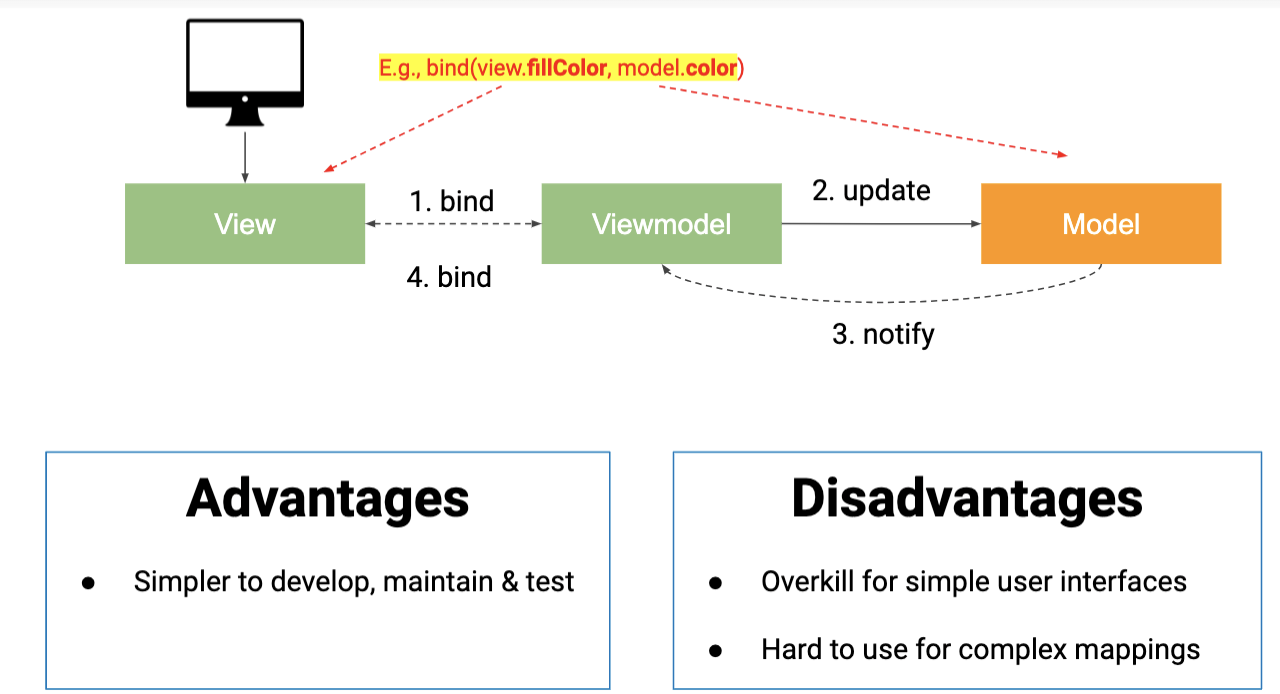 E.g., bind(view.fillColor, model.color)
1. bind
2. update
View
Viewmodel
Model
4. bind
3. notify
Advantages
● Simpler to develop, maintain & test
Disadvantages
● Overkill for simple user interfaces
● Hard to use for complex mappings